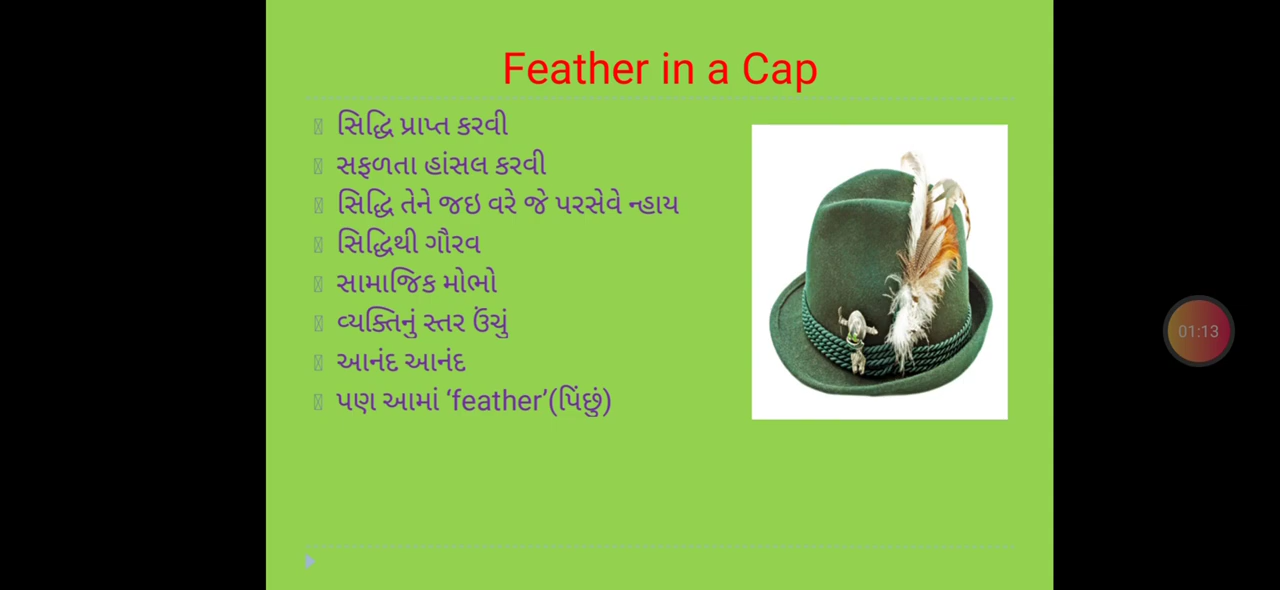 Feather in a Cap
સિદ્ધિ પ્રાપ્ત કરવી
સફળતા હાંસલ કરવી
સિદ્ધિ તેને જઇ વરે જે પરસેવે ન્હાય
સિદ્ધિથી ગૌરવ
સામાજિક મોભો
વ્યક્તિનું સ્તર ઉંચું
આનંદ આનંદ
પણ આમાં ‘feather’(પિંછું)
01:13